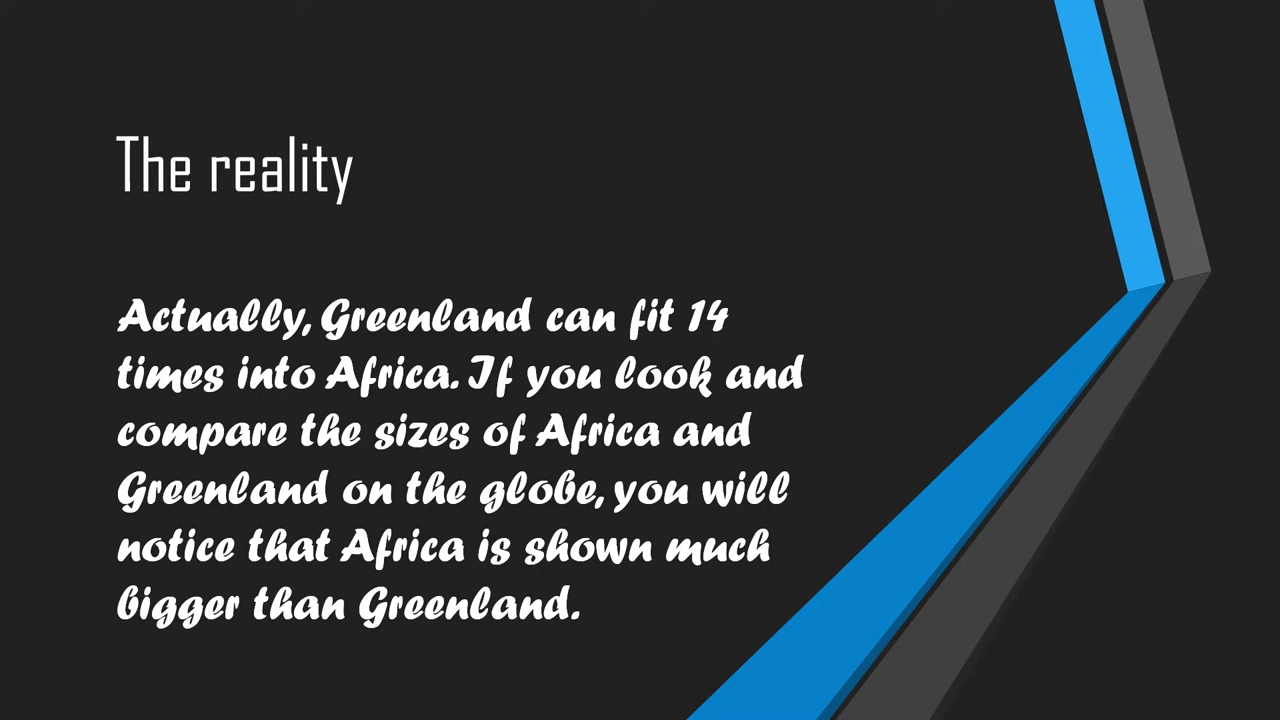 The reality
Actually, Greenland can fit 14
times into Africa. If you look and
compare the sizes of Africa and
Greenland on the globe, you will
notice that Africa is shown much
bigger than Greenland.